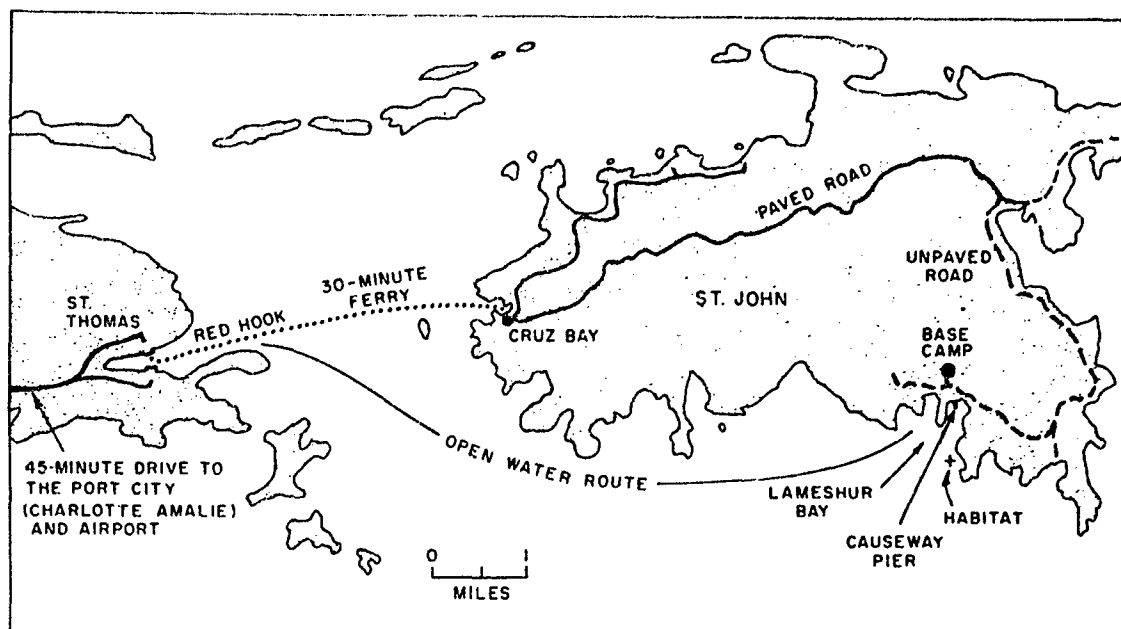 PAVED ROAD
UNPAVED
ROAD
30-MINUTE
FERRY
ST.
THOMAS
RED HOOK
ST. JOHN
CRUZ BAY
BASE
CAMP
OPEN WATER ROUTE
45-MINUTE DRIVE TO
THE PORT CITY
(CHARLOTTE AMALIE)
AND AIRPORT
LAMESHUR
BAY
HABITAT
CAUSEWAY
PIER
0 1
MILES